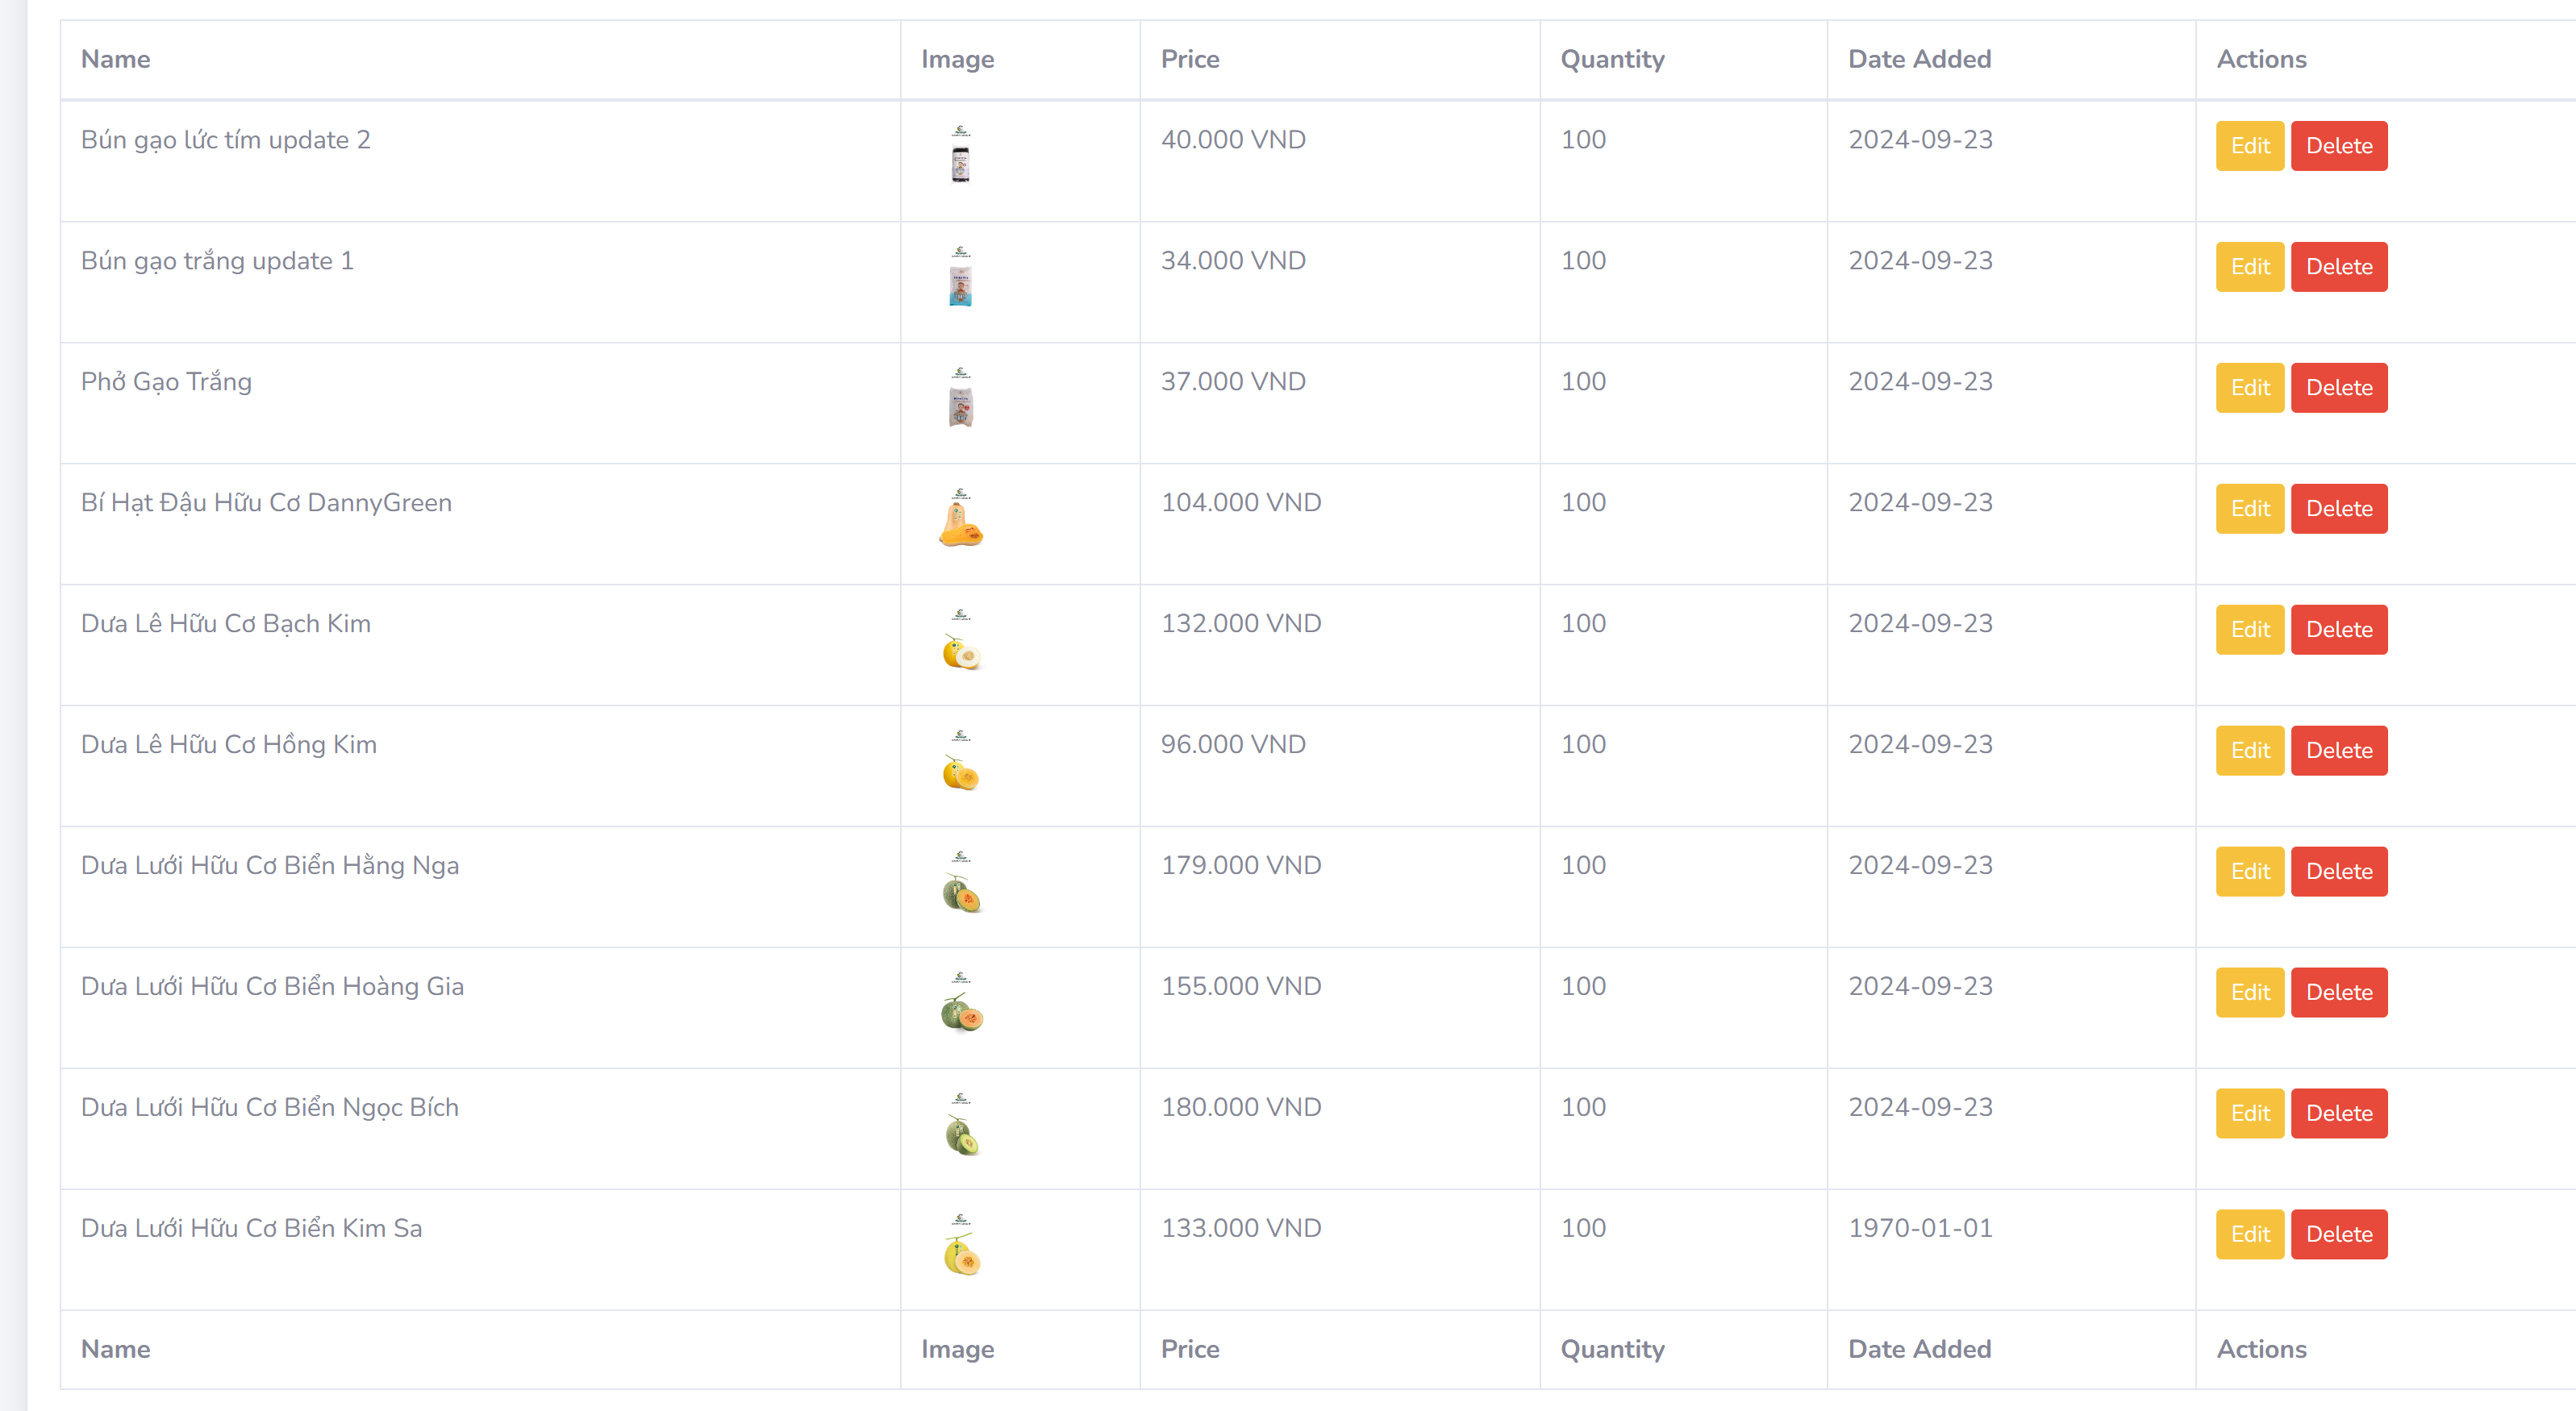 Name Image Price Quantity Date Added Actions
Bún gạo lức tím update 2 40.000 VND 100 2024-09-23 Edit Delete
Bún gạo trắng update 1 34.000 VND 100 2024-09-23 Edit Delete
Phở Gạo Trắng 37.000 VND 100 2024-09-23 Edit Delete
Bí Hạt Đậu Hữu Cơ DannyGreen 104.000 VND 100 2024-09-23 Edit Delete
Dưa Lê Hữu Cơ Bạch Kim 132.000 VND 100 2024-09-23 Edit Delete
Dưa Lê Hữu Cơ Hồng Kim 96.000 VND 100 2024-09-23 Edit Delete
Dưa Lưới Hữu Cơ Biển Hằng Nga 179.000 VND 100 2024-09-23 Edit Delete
Dưa Lưới Hữu Cơ Biển Hoàng Gia 155.000 VND 100 2024-09-23 Edit Delete
Dưa Lưới Hữu Cơ Biển Ngọc Bích 180.000 VND 100 2024-09-23 Edit Delete
Dưa Lưới Hữu Cơ Biển Kim Sa 133.000 VND 100 1970-01-01 Edit Delete
Name Image Price Quantity Date Added Actions